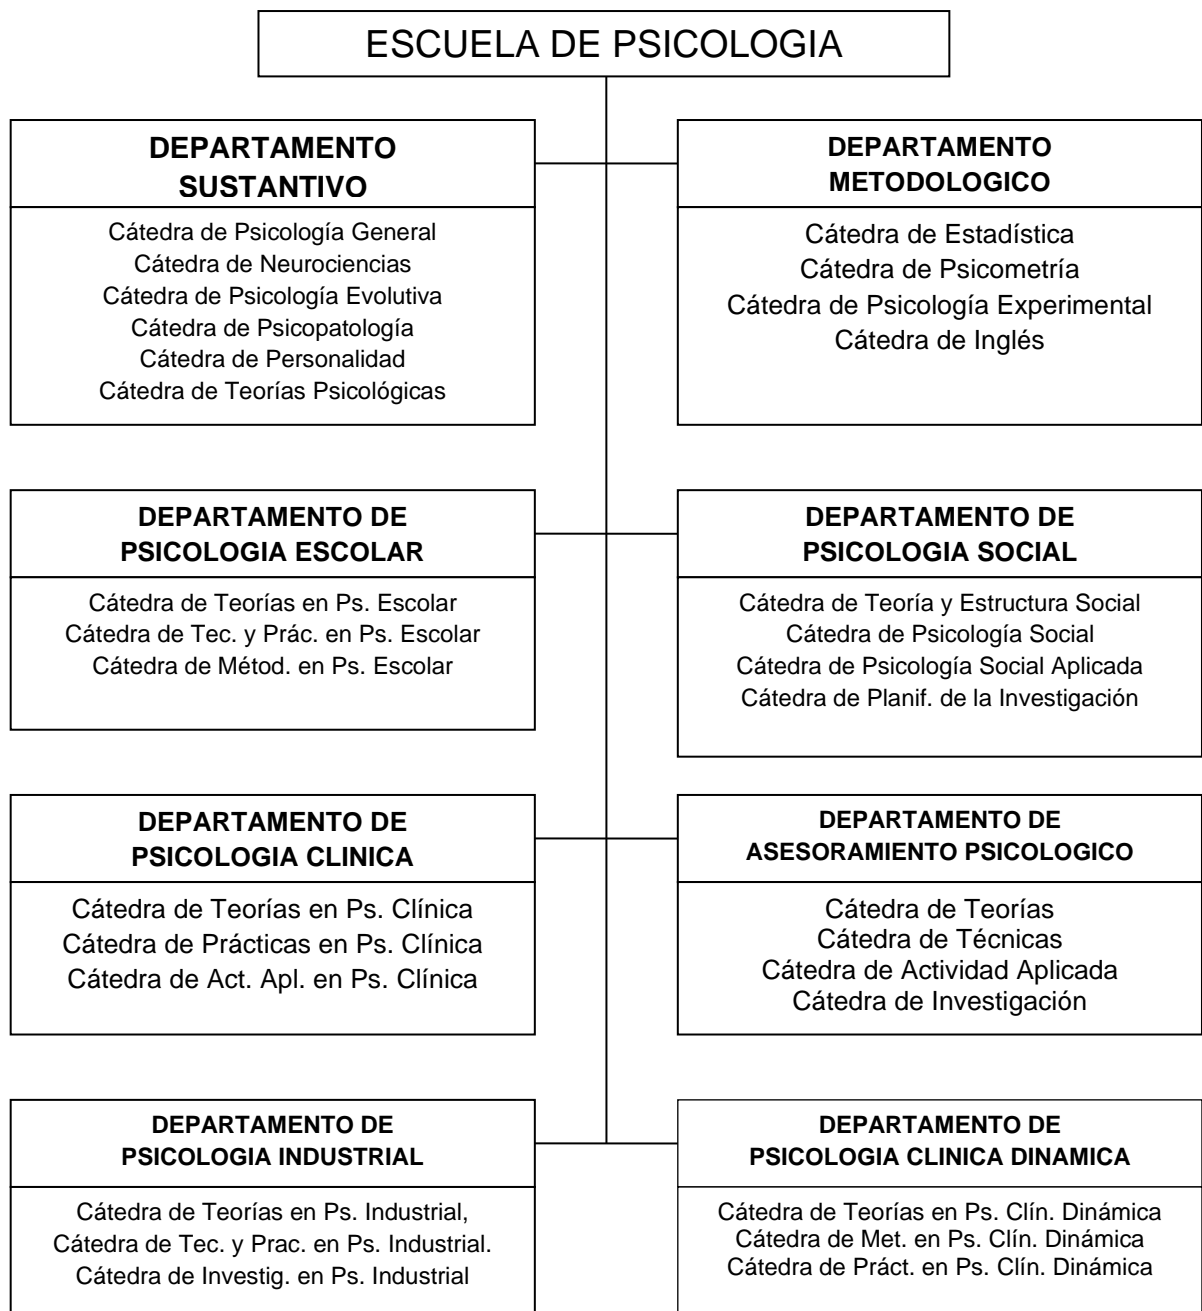 ESCUELA DE PSICOLOGIA
DEPARTAMENTO
SUSTANTIVO
Cátedra de Psicología General
Cátedra de Neurociencias
Cátedra de Psicología Evolutiva
Cátedra de Psicopatología
Cátedra de Personalidad
Cátedra de Teorías Psicológicas
DEPARTAMENTO
METODOLOGICO
Cátedra de Estadística
Cátedra de Psicometría
Cátedra de Psicología Experimental
Cátedra de Inglés
DEPARTAMENTO DE
PSICOLOGIA ESCOLAR
Cátedra de Teorías en Ps. Escolar
Cátedra de Tec. y Prác. en Ps. Escolar
Cátedra de Métod. en Ps. Escolar
DEPARTAMENTO DE
PSICOLOGIA SOCIAL
Cátedra de Teoría y Estructura Social
Cátedra de Psicología Social
Cátedra de Psicología Social Aplicada
Cátedra de Planif. de la Investigación
DEPARTAMENTO DE
PSICOLOGIA CLINICA
Cátedra de Teorías en Ps. Clínica
Cátedra de Prácticas en Ps. Clínica
Cátedra de Act. Apl. en Ps. Clínica
DEPARTAMENTO DE
ASESORAMIENTO PSICOLOGICO
Cátedra de Teorías
Cátedra de Técnicas
Cátedra de Actividad Aplicada
Cátedra de Investigación
DEPARTAMENTO DE
PSICOLOGIA INDUSTRIAL
Cátedra de Teorías en Ps. Industrial,
Cátedra de Tec. y Prac. en Ps. Industrial.
Cátedra de Investig. en Ps. Industrial
DEPARTAMENTO DE
PSICOLOGIA CLINICA DINAMICA
Cátedra de Teorías en Ps. Clín. Dinámica
Cátedra de Met. en Ps. Clín. Dinámica
Cátedra de Práct. en Ps. Clín. Dinámica